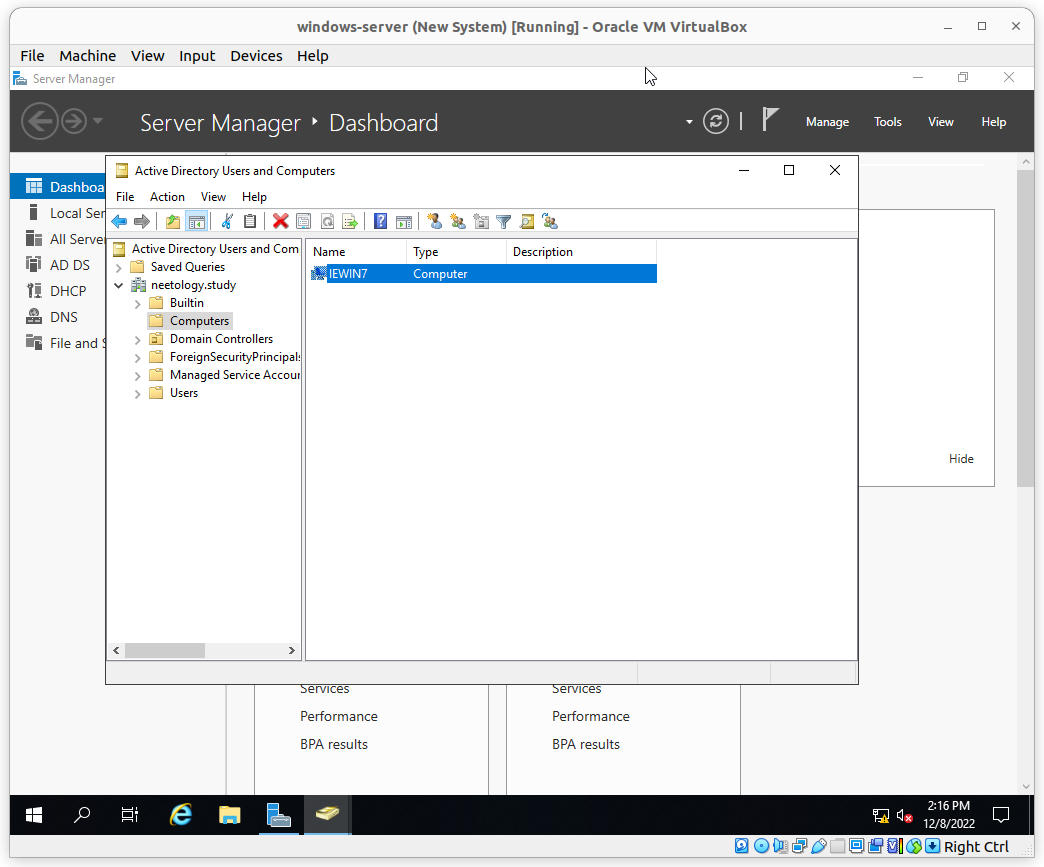 windows-server (New System) [Running] - Oracle VM VirtualBox
File Machine View Input Devices Help
Server Manager
Server Manager ‣ Dashboard
Manage Tools View Help
Dashboa
Local Ser
All Server
AD DS
DHCP
DNS
File and S
Active Directory Users and Computers
File Action View Help
Active Directory Users and Com
Saved Queries
neetology.study
Builtin
Computers
Domain Controllers
ForeignSecurityPrincipals
Managed Service Accour
Users
Name Type Description
IEWIN7 Computer
Hide
Services Services
Performance Performance
BPA results BPA results
2:16 PM
12/8/2022
Right Ctrl